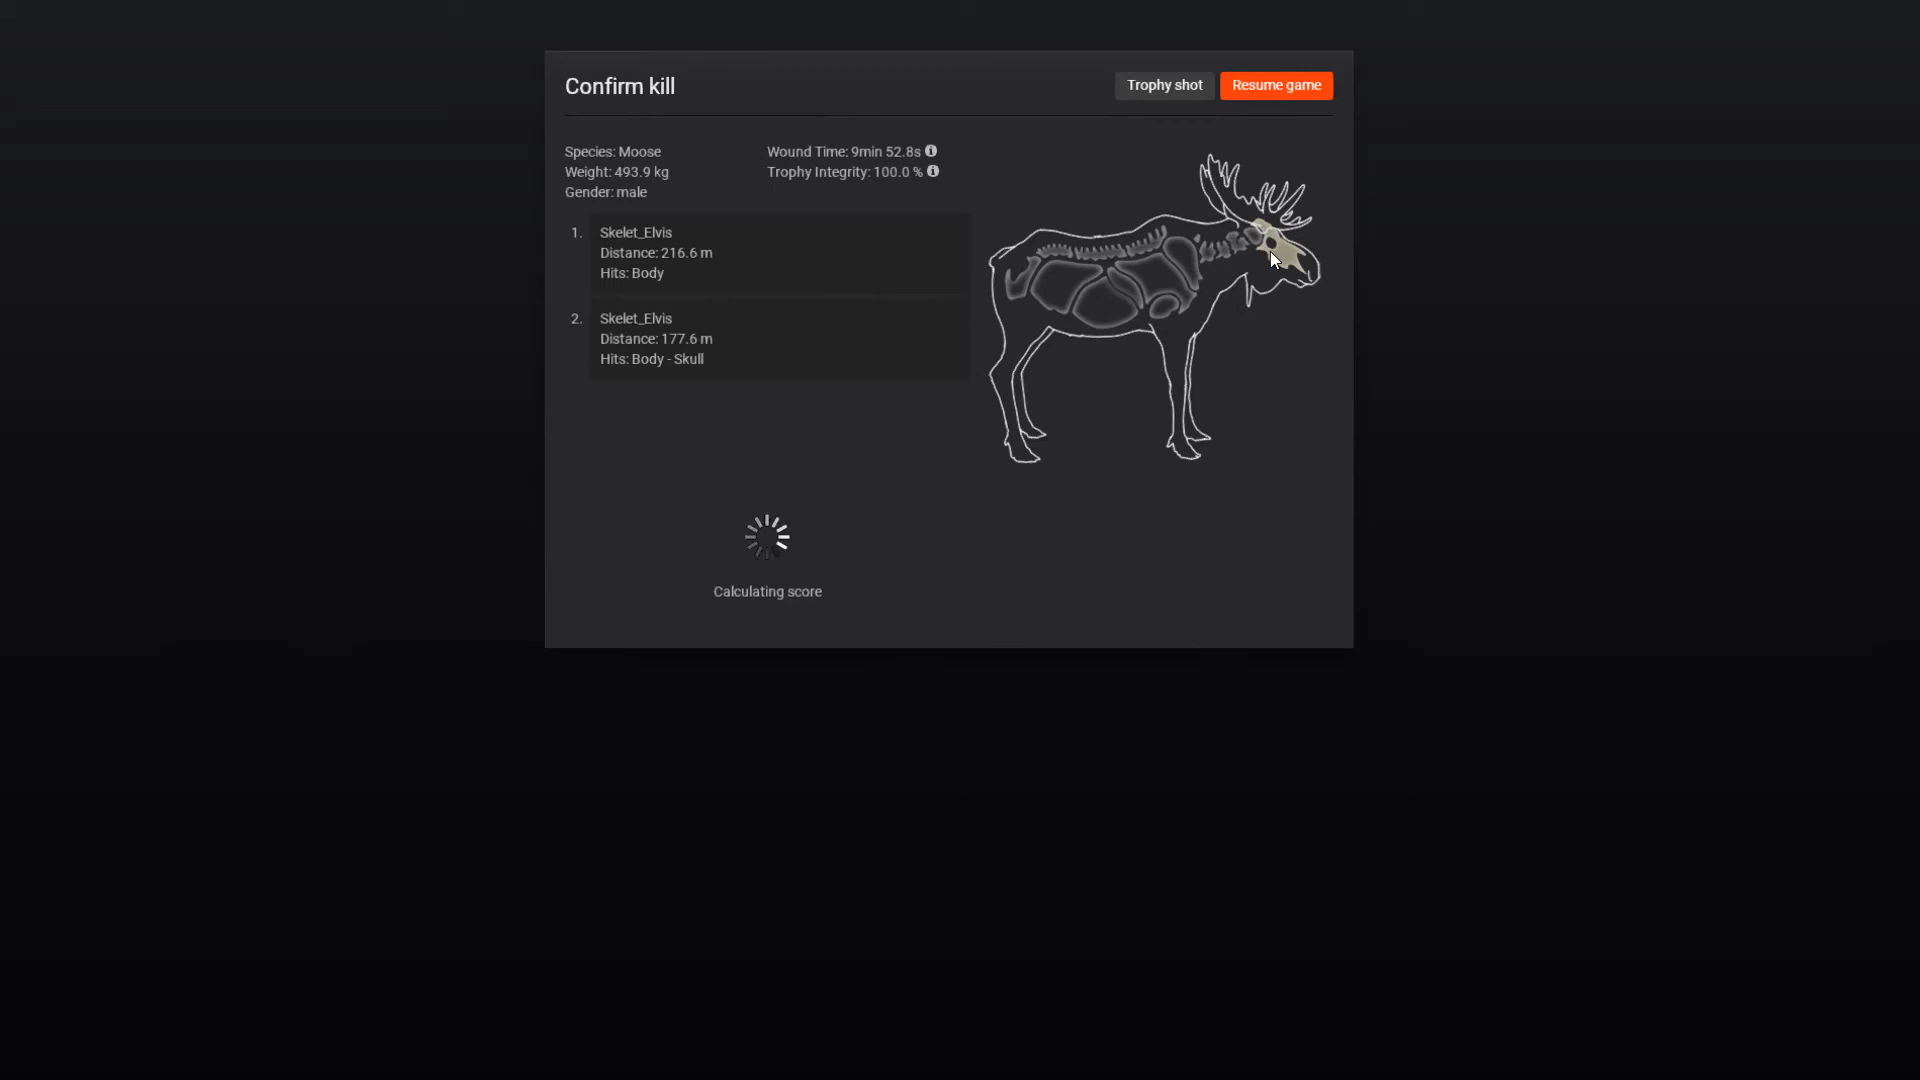 Confirm kill
Trophy shot
Resume game
Species: Moose
Weight: 493.9 kg
Gender: male
Wound Time: 9min 52.8s
Trophy Integrity: 100.0 %
1.
Skelet_Elvis
Distance: 216.6 m
Hits: Body
2.
Skelet_Elvis
Distance: 177.6 m
Hits: Body - Skull
Calculating score